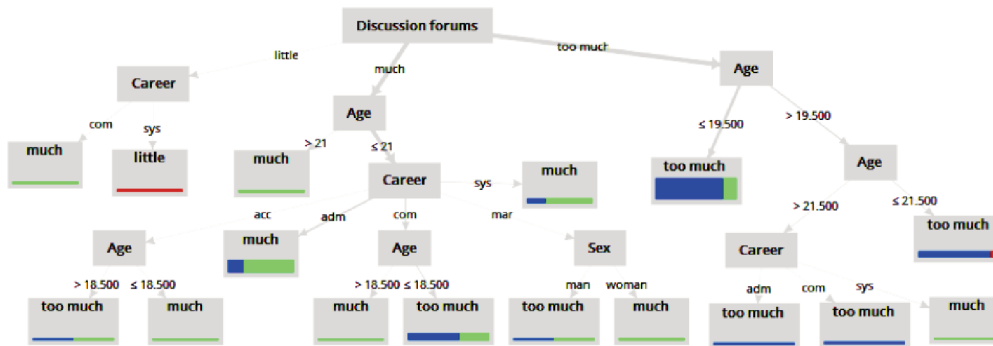 Discussion forums
little
much
too much
Career
Age
Age
com
sys
> 21
≤ 21
≤ 19.500
> 19.500
much
little
much
Career
sys
much
too much
Age
acc
adm
com
mar
> 21.500
≤ 21.500
Age
much
Age
Sex
Career
too much
> 18.500
≤ 18.500
> 18.500
≤ 18.500
man
woman
adm
com
sys
too much
much
much
too much
too much
much
too much
too much
much